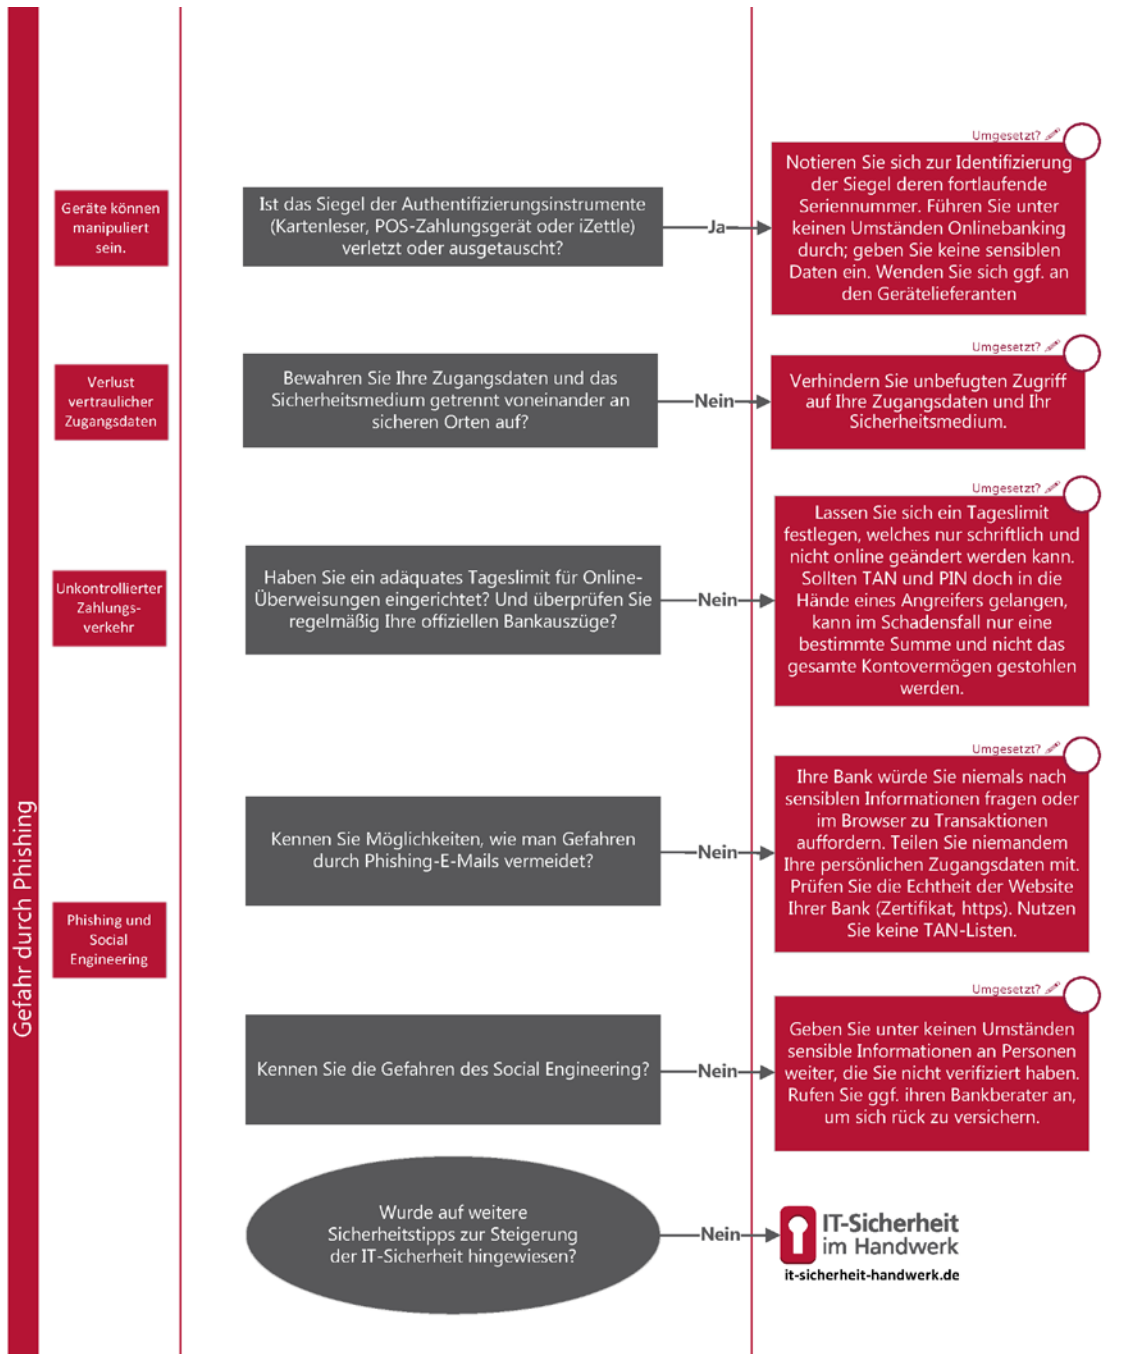 Gefahr durch Phishing
Geräte können
manipuliert
sein.
Ist das Siegel der Authentifizierungsinstrumente
(Kartenleser, POS-Zahlungsgerät oder iZettle)
verletzt oder ausgetauscht?
Ja
Umgesetzt?
Notieren Sie sich zur Identifizierung
der Siegel deren fortlaufende
Seriennummer. Führen Sie unter
keinen Umständen Onlinebanking
durch; geben Sie keine sensiblen
Daten ein. Wenden Sie sich ggf. an
den Gerätelieferanten
Verlust
vertraulicher
Zugangsdaten
Bewahren Sie Ihre Zugangsdaten und das
Sicherheitsmedium getrennt voneinander an
sicheren Orten auf?
Nein
Umgesetzt?
Verhindern Sie unbefugten Zugriff
auf Ihre Zugangsdaten und Ihr
Sicherheitsmedium.
Unkontrollierter
Zahlungs-
verkehr
Haben Sie ein adäquates Tageslimit für Online-
Überweisungen eingerichtet? Und überprüfen Sie
regelmäßig Ihre offiziellen Bankauszüge?
Nein
Umgesetzt?
Lassen Sie sich ein Tageslimit
festlegen, welches nur schriftlich und
nicht online geändert werden kann.
Sollten TAN und PIN doch in die
Hände eines Angreifers gelangen,
kann im Schadensfall nur eine
bestimmte Summe und nicht das
gesamte Kontovermögen gestohlen
werden.
Phishing und
Social
Engineering
Kennen Sie Möglichkeiten, wie man Gefahren
durch Phishing-E-Mails vermeidet?
Nein
Umgesetzt?
Ihre Bank würde Sie niemals nach
sensiblen Informationen fragen oder
im Browser zu Transaktionen
auffordern. Teilen Sie niemandem
Ihre persönlichen Zugangsdaten mit.
Prüfen Sie die Echtheit der Website
Ihrer Bank (Zertifikat, https). Nutzen
Sie keine TAN-Listen.
Kennen Sie die Gefahren des Social Engineering?
Nein
Umgesetzt?
Geben Sie unter keinen Umständen
sensible Informationen an Personen
weiter, die Sie nicht verifiziert haben.
Rufen Sie ggf. ihren Bankberater an,
um sich rück zu versichern.
Wurde auf weitere
Sicherheitstipps zur Steigerung
der IT-Sicherheit hingewiesen?
Nein
IT-Sicherheit
im Handwerk
it-sicherheit-handwerk.de